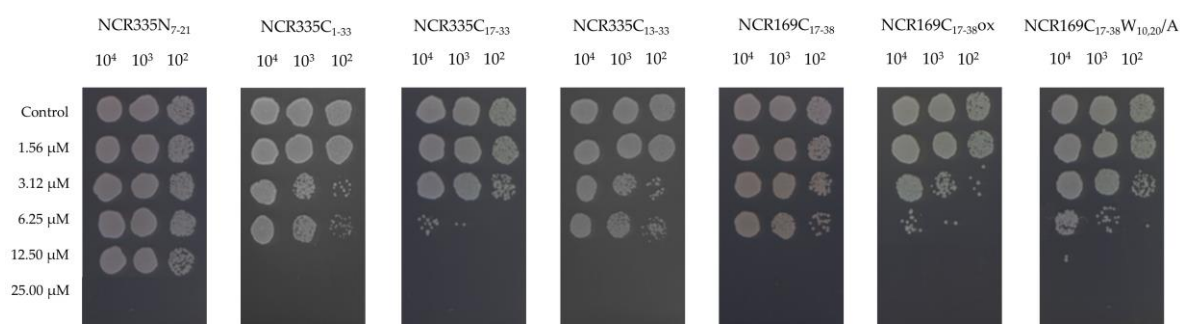 NCR335N7-21 NCR335C1-33 NCR335C17-33 NCR335C13-33 NCR169C17-38 NCR169C17-38ox NCR169C17-38W10,20/A
10⁴ 10³ 10² 10⁴ 10³ 10² 10⁴ 10³ 10² 10⁴ 10³ 10² 10⁴ 10³ 10² 10⁴ 10³ 10² 10⁴ 10³ 10²
Control
1.56 µM
3.12 µM
6.25 µM
12.50 µM
25.00 µM